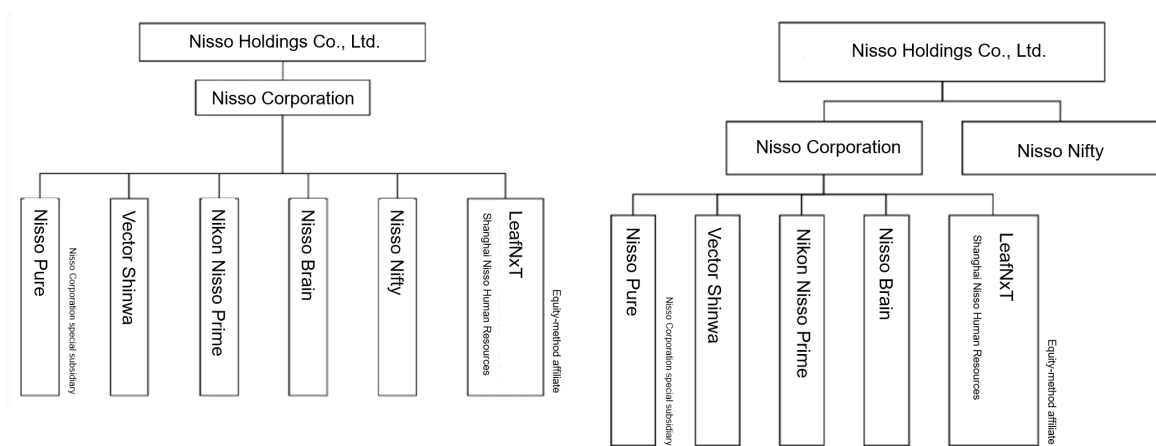 Nisso Holdings Co., Ltd.
Nisso Corporation
Nisso Pure
Nisso Corporation special subsidiary
Vector Shinwa
Nikon Nisso Prime
Nisso Brain
Nisso Nifty
LeafNxT
Shanghai Nisso Human Resources
Equity-method affiliate
Nisso Holdings Co., Ltd.
Nisso Corporation
Nisso Nifty
Nisso Pure
Nisso Corporation special subsidiary
Vector Shinwa
Nikon Nisso Prime
Nisso Brain
LeafNxT
Shanghai Nisso Human Resources
Equity-method affiliate